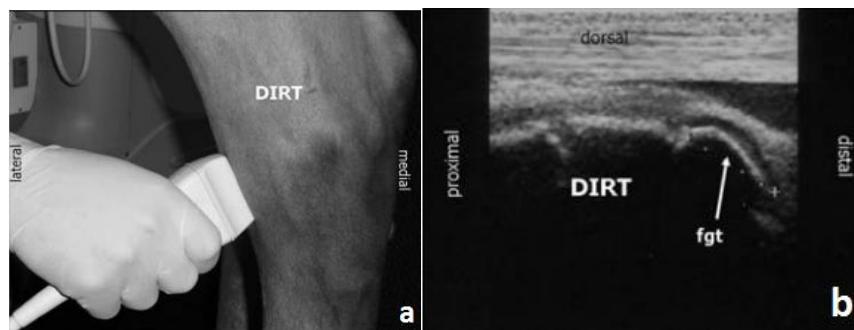 DIRT
lateral
medial
a
dorsal
proximal
distal
DIRT
fgt
b